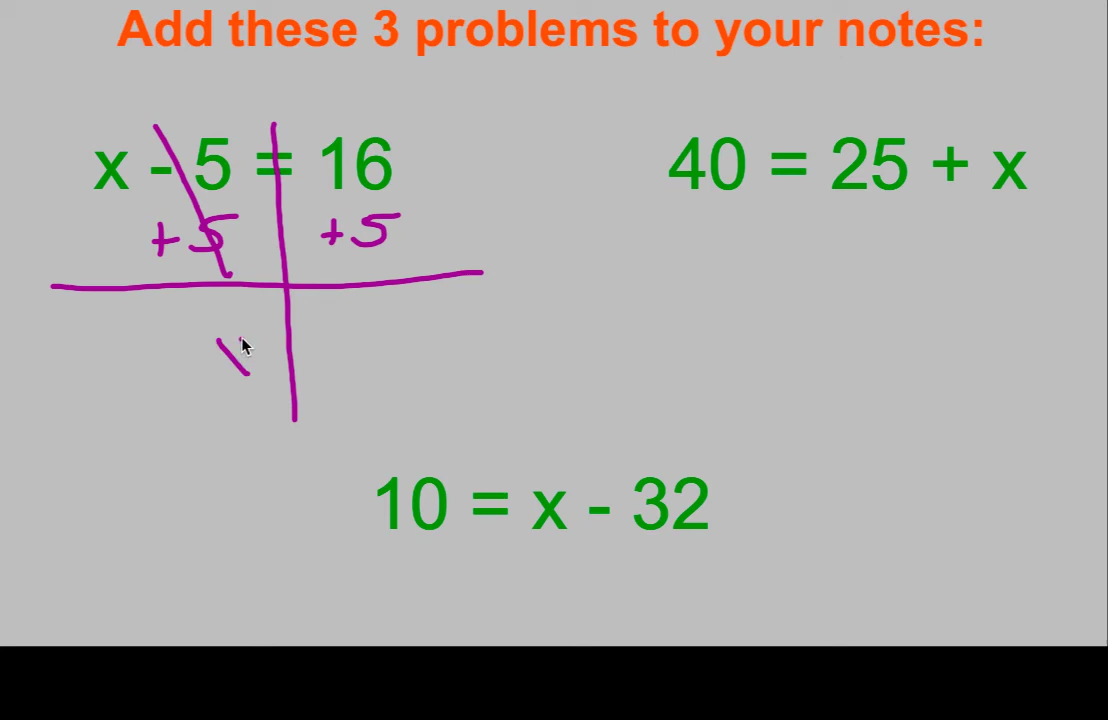 Add these 3 problems to your notes:
x - 5 = 16
40 = 25 + x
+5 +5
10 = x - 32